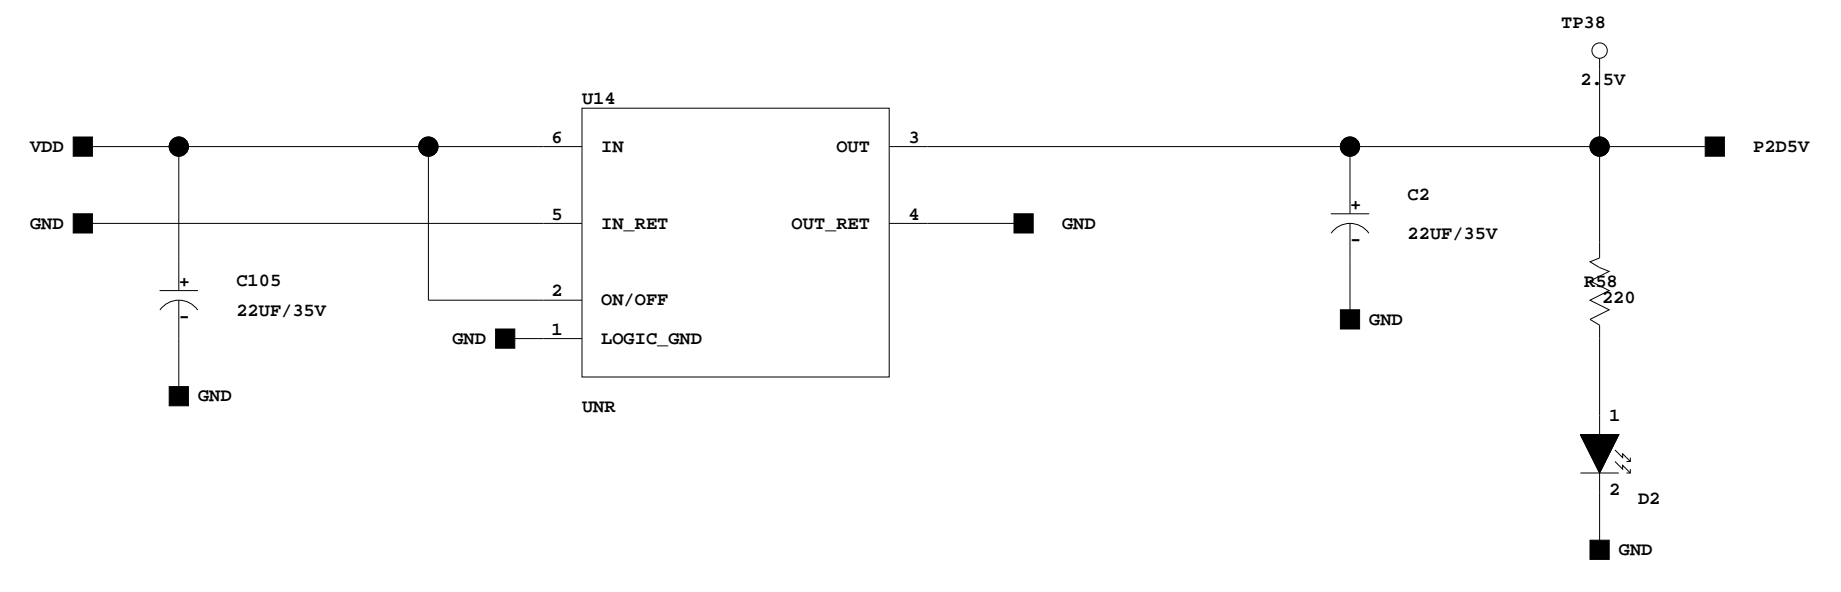 TP38
2.5V
U14
VDD
6
IN
OUT
3
P2D5V
GND
5
IN_RET
OUT_RET
4
GND
C2
+
22UF/35V
-
C105
+
22UF/35V
-
2
ON/OFF
R58
220
GND
1
LOGIC_GND
GND
GND
UNR
1
2
D2
GND